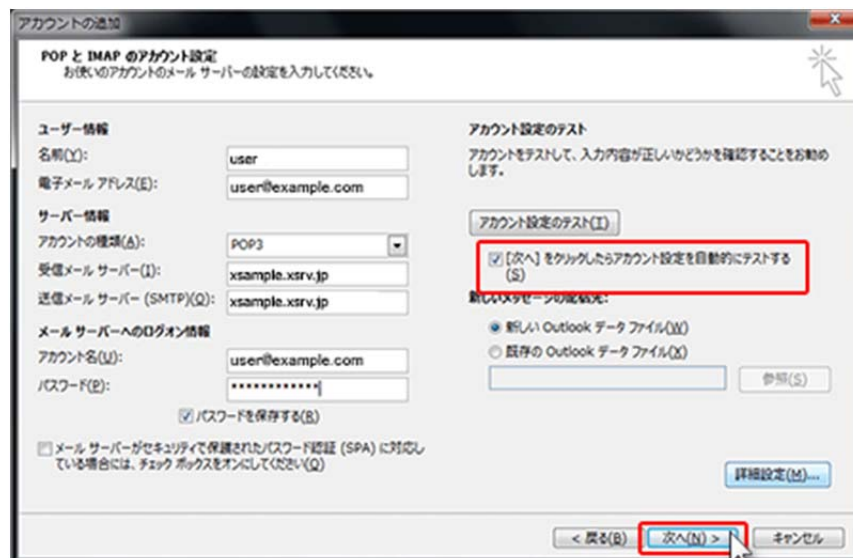 アカウントの追加
POP と IMAP のアカウント設定
お使いのアカウントのメール サーバーの設定を入力してください。
ユーザー情報
名前(Y):
user
電子メール アドレス(E):
user@example.com
サーバー情報
アカウントの種類(A):
POP3
受信メール サーバー(I):
xsample.xsrv.jp
送信メール サーバー (SMTP)(O):
xsample.xsrv.jp
メール サーバーへのログオン情報
アカウント名(U):
user@example.com
パスワード(P):
************
パスワードを保存する(R)
メール サーバーがセキュリティで保護されたパスワード認証 (SPA) に対応し
ている場合には、チェック ボックスをオンにしてください(Q)
アカウント設定のテスト
アカウントをテストして、入力内容が正しいかどうかを確認することをお勧め
します。
アカウント設定のテスト(T)
[次へ] をクリックしたらアカウント設定を自動的にテストする
(S)
新しいメッセージの配信先:
新しい Outlook データ ファイル(W)
既存の Outlook データ ファイル(X)
参照(S)
詳細設定(M)...
< 戻る(B)
次へ(N) >
キャンセル